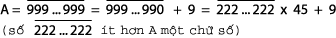 A = 999 ... 999 = 999 ... 990 + 9 = 222 ... 222 x 45 + 9
(số 222 ... 222 ít hơn A một chữ số)